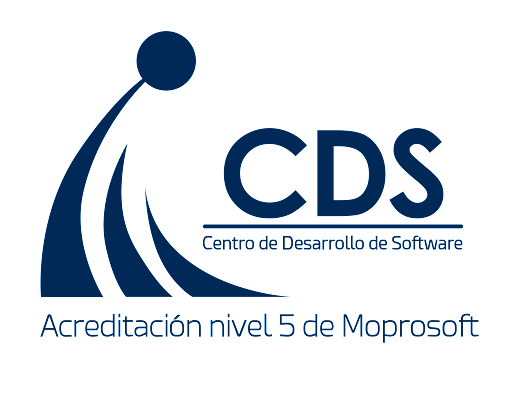 CDS
Centro de Desarrollo de Software
Acreditación nivel 5 de Moprosoft